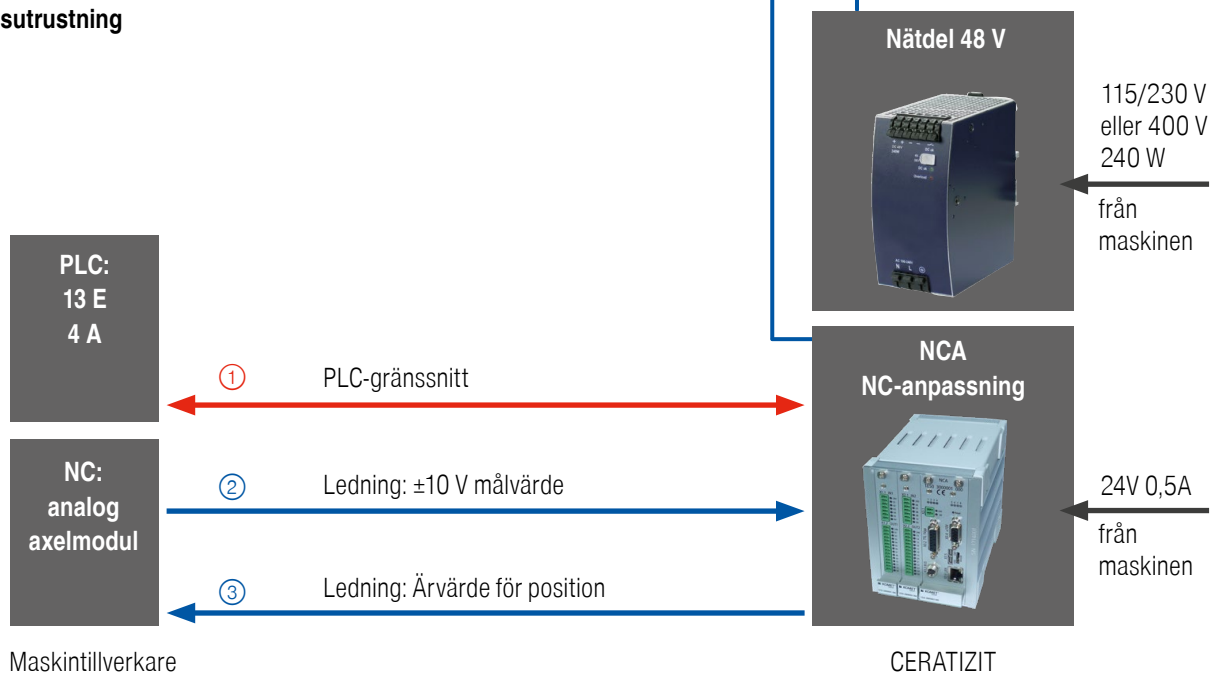 sutrustning
Nätdel 48 V
115/230 V
eller 400 V
240 W
från
maskinen
PLC:
13 E
4 A
NCA
NC-anpassning
① PLC-gränssnitt
NC:
analog
axelmodul
② Ledning: ±10 V målvärde
24V 0,5A
från
maskinen
③ Ledning: Ärvärde för position
Maskintillverkare
CERATIZIT